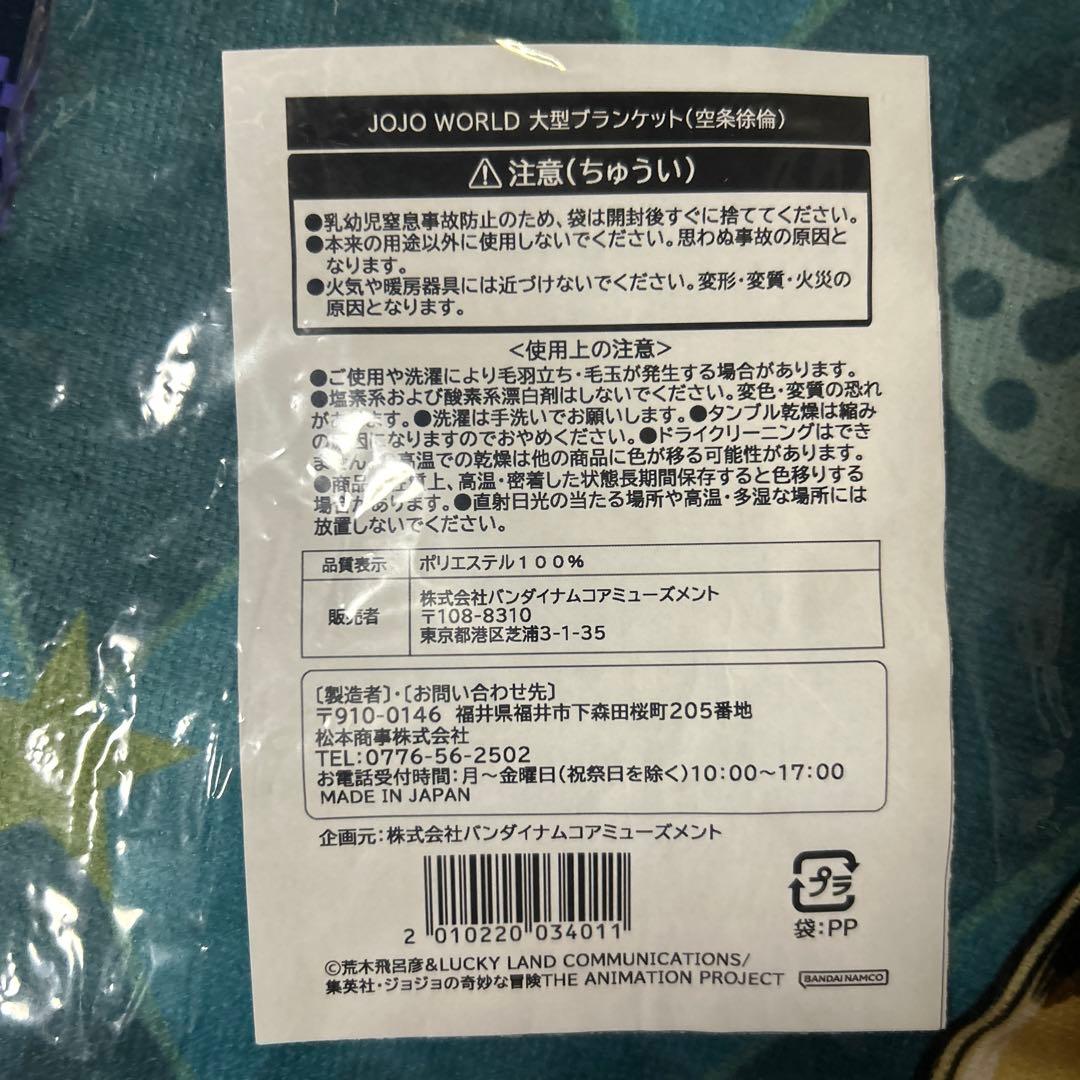 JOJO WORLD 大型ブランケット(空条徐倫)
⚠注意(ちゅうい)
●乳幼児窒息事故防止のため、袋は開封後すぐに捨ててください。
●本来の用途以外に使用しないでください。思わぬ事故の原因と
なります。
●火気や暖房器具には近づけないでください。変形・変質・火災の
原因となります。
<使用上の注意>
●ご使用や洗濯により毛羽立ち・毛玉が発生する場合があります。
●塩素系および酸素系漂白剤はしないでください。変色・変質の恐れ
があります。●洗濯は手洗いでお願いします。●タンブル乾燥は縮み
の原因になりますのでおやめください。●ドライクリーニングはでき
ません。●高温での乾燥は他の商品に色が移る可能性があります。
●商品 質上、高温・密着した状態長期間保存すると色移りする
場合があります。●直射日光の当たる場所や高温・多湿な場所には
放置しないでください。
品質表示 ポリエステル100%
販売者 株式会社バンダイナムコアミューズメント
〒108-8310
東京都港区芝浦3-1-35
〔製造者〕・〔お問い合わせ先〕
〒910-0146 福井県福井市下森田桜町205番地
松本商事株式会社
TEL:0776-56-2502
お電話受付時間:月~金曜日(祝祭日を除く)10:00~17:00
MADE IN JAPAN
企画元:株式会社バンダイナムコアミューズメント
2 010220 034011
プラ
袋:PP
©荒木飛呂彦&LUCKY LAND COMMUNICATIONS/
集英社・ジョジョの奇妙な冒険THE ANIMATION PROJECT
BANDAI NAMCO